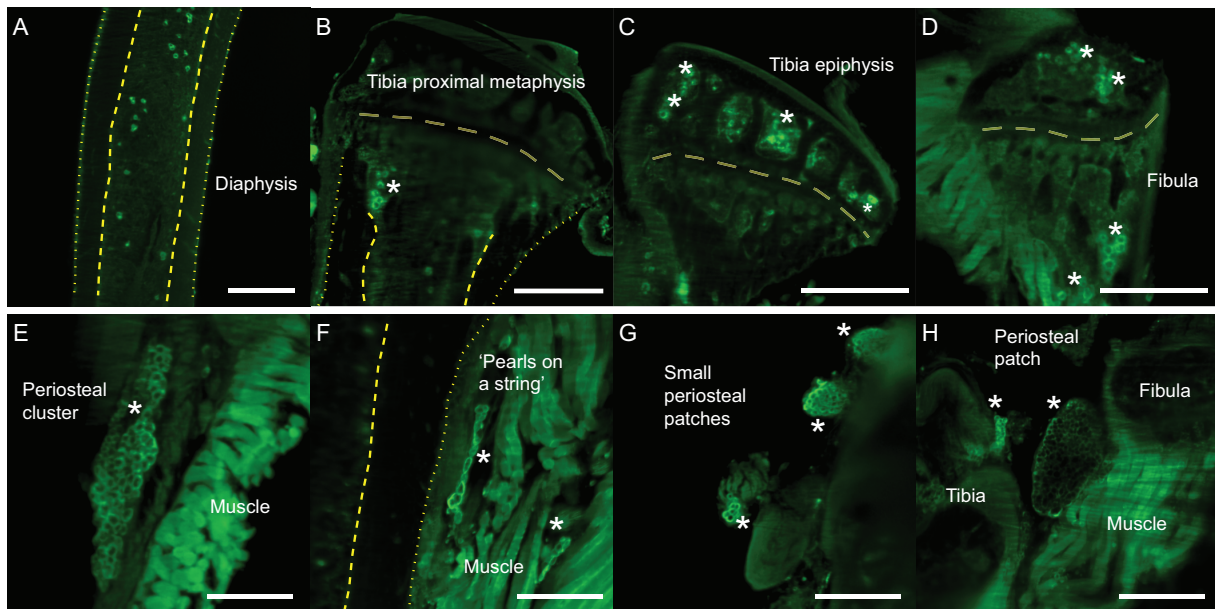 A
Diaphysis
B
Tibia proximal metaphysis
*
C
Tibia epiphysis
*
*
*
*
D
*
*
Fibula
*
*
E
Periosteal
cluster
*
Muscle
F
'Pearls on
a string'
*
*
Muscle
G
Small
periosteal
patches
*
*
*
H
Periosteal
patch
Fibula
*
*
Tibia
Muscle